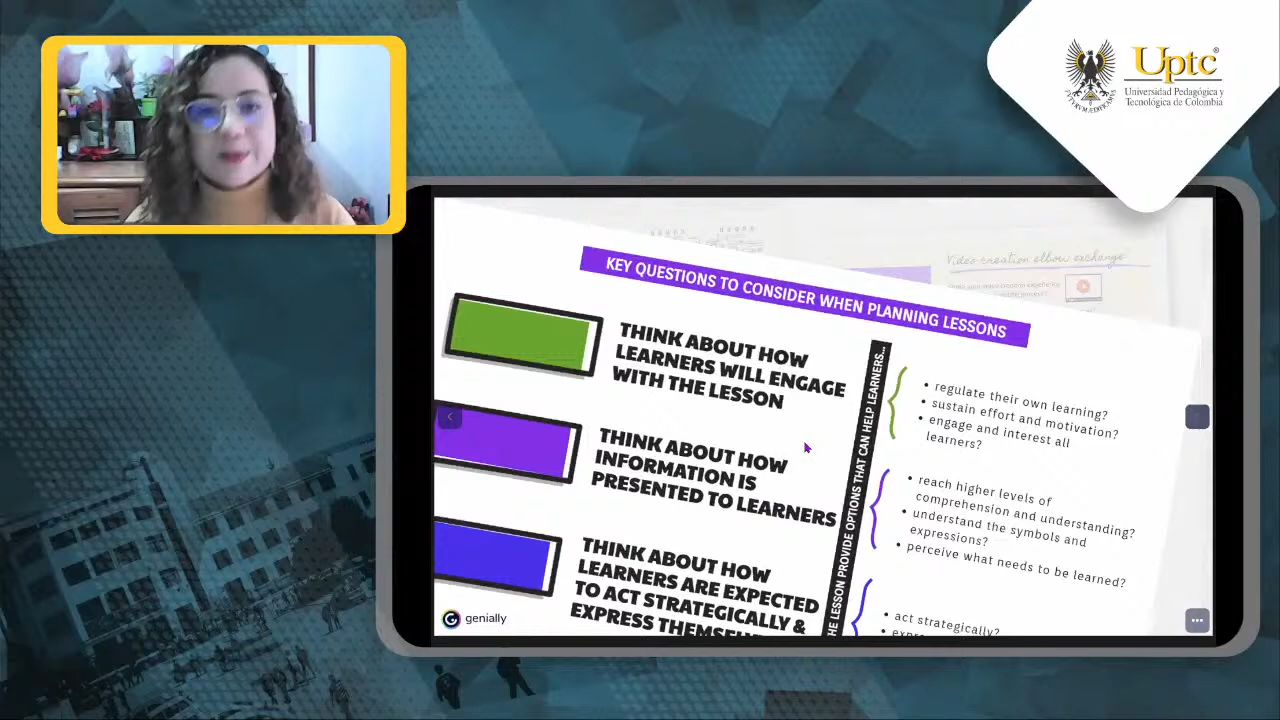 Uptc
Universidad Pedagógica y
Tecnológica de Colombia
Video creation elbow exchange
KEY QUESTIONS TO CONSIDER WHEN PLANNING LESSONS
THINK ABOUT HOW
LEARNERS WILL ENGAGE
WITH THE LESSON
THINK ABOUT HOW
INFORMATION IS
PRESENTED TO LEARNERS
THINK ABOUT HOW
LEARNERS ARE EXPECTED
TO ACT STRATEGICALLY &
EXPRESS
HE LESSON PROVIDE OPTIONS THAT CAN HELP LEARNERS...
• regulate their own learning?
• sustain effort and motivation?
• engage and interest all
learners?
• reach higher levels of
comprehension and understanding?
• understand the symbols and
expressions?
• perceive what needs to be learned?
• act strategically?
genially